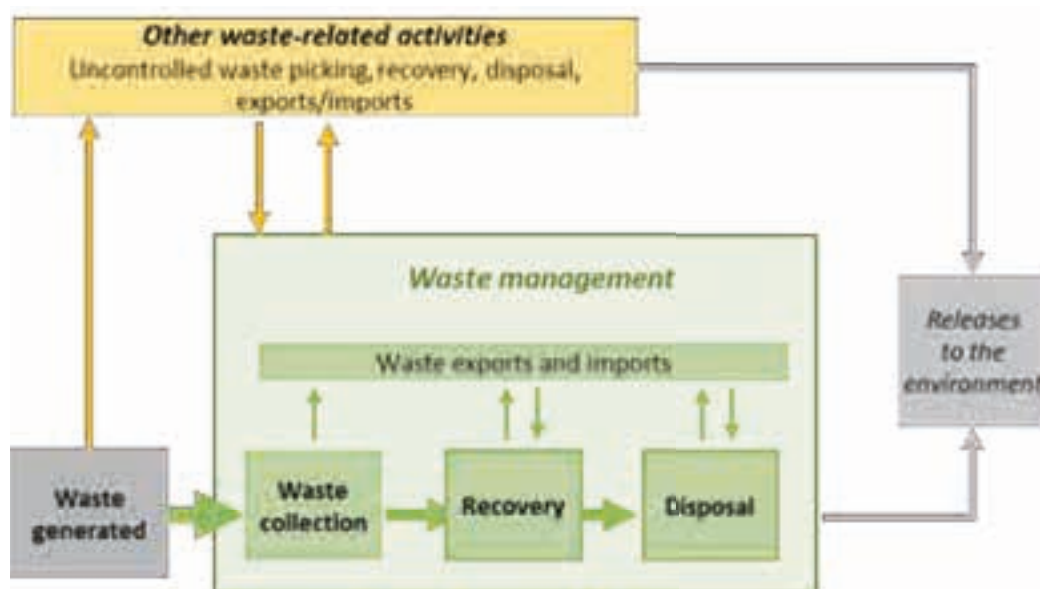 Other waste-related activities
Uncontrolled waste picking, recovery, disposal,
exports/imports
Waste management
Waste exports and imports
Releases
to the
environment
Waste
generated
Waste
collection
Recovery
Disposal